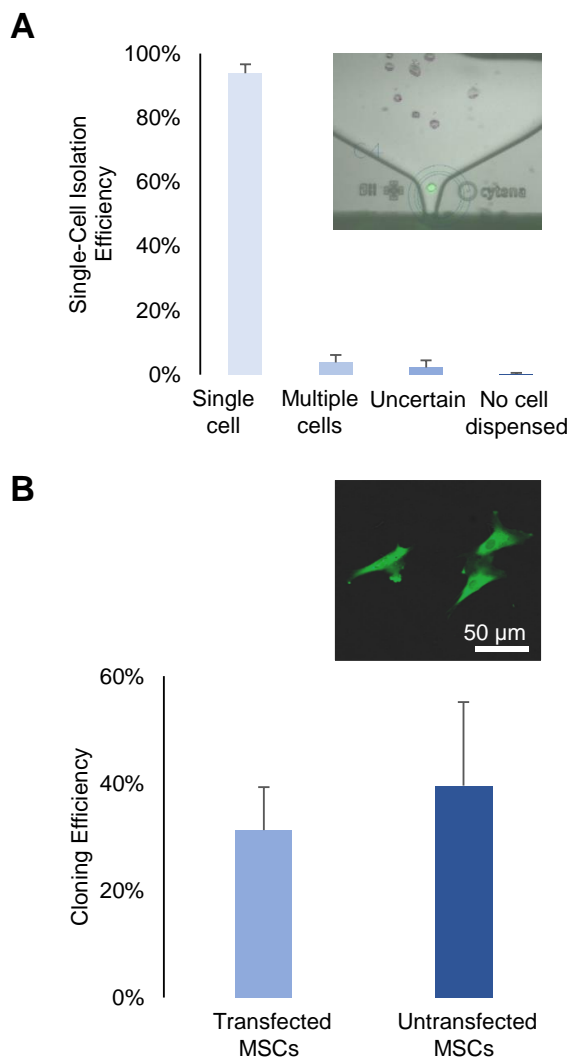 A
100%
80%
60%
40%
20%
0%
Single-Cell Isolation
Efficiency
C4
cytena
Single
cell
Multiple
cells
Uncertain
No cell
dispensed
B
50 μm
60%
40%
20%
0%
Cloning Efficiency
Transfected
MSCs
Untransfected
MSCs